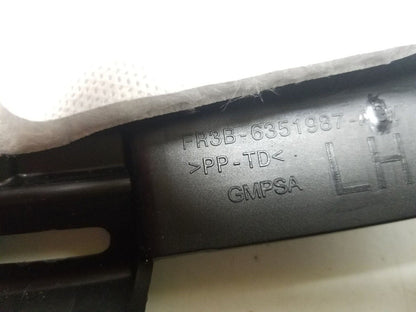 FR3B-6351987-
>PP-TD<
GMPSA
LH